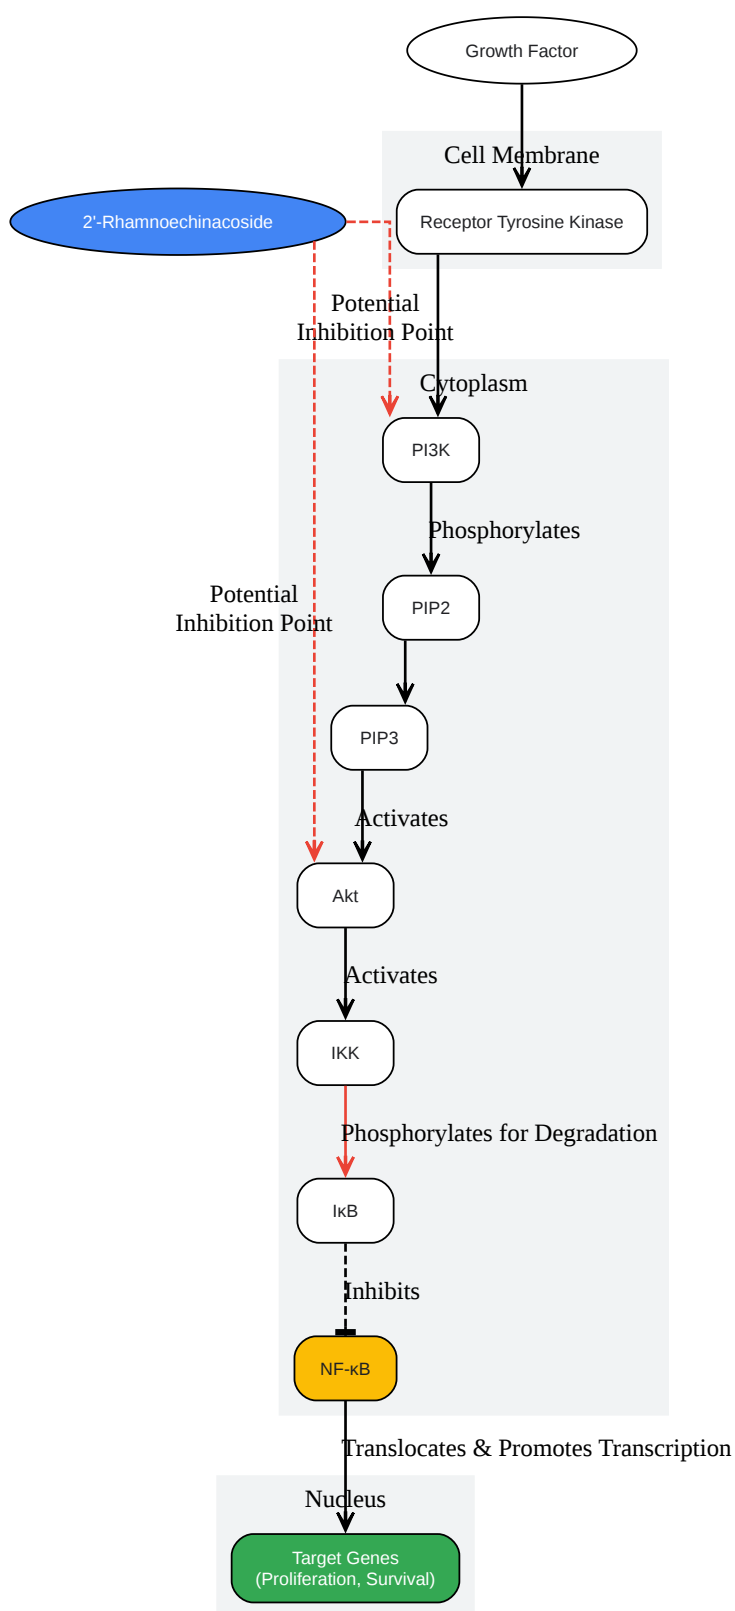 Growth Factor
Cell Membrane
2'-Rhamnoechinacoside
Receptor Tyrosine Kinase
Potential
Inhibition Point
Cytoplasm
PI3K
Phosphorylates
Potential
Inhibition Point
PIP2
PIP3
Activates
Akt
Activates
IKK
Phosphorylates for Degradation
IκB
Inhibits
NF-κB
Translocates & Promotes Transcription
Nucleus
Target Genes
(Proliferation, Survival)